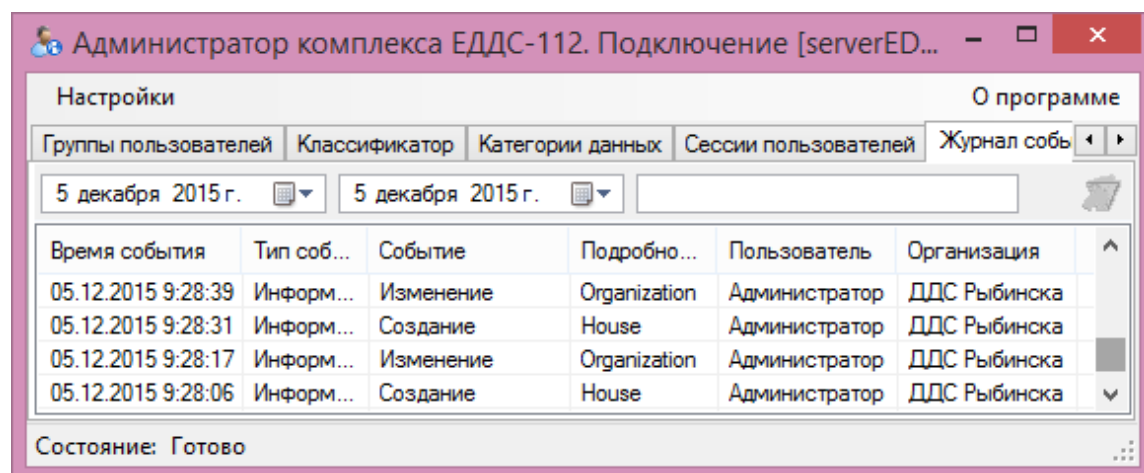 Администратор комплекса ЕДДС-112. Подключение [serverED...
Настройки О программе
Группы пользователей Классификатор Категории данных Сессии пользователей Журнал собы
5 декабря 2015 г. 5 декабря 2015 г.
Время события Тип соб... Событие Подробно... Пользователь Организация
05.12.2015 9:28:39 Информ... Изменение Organization Администратор ДДС Рыбинска
05.12.2015 9:28:31 Информ... Создание House Администратор ДДС Рыбинска
05.12.2015 9:28:17 Информ... Изменение Organization Администратор ДДС Рыбинска
05.12.2015 9:28:06 Информ... Создание House Администратор ДДС Рыбинска
Состояние: Готово